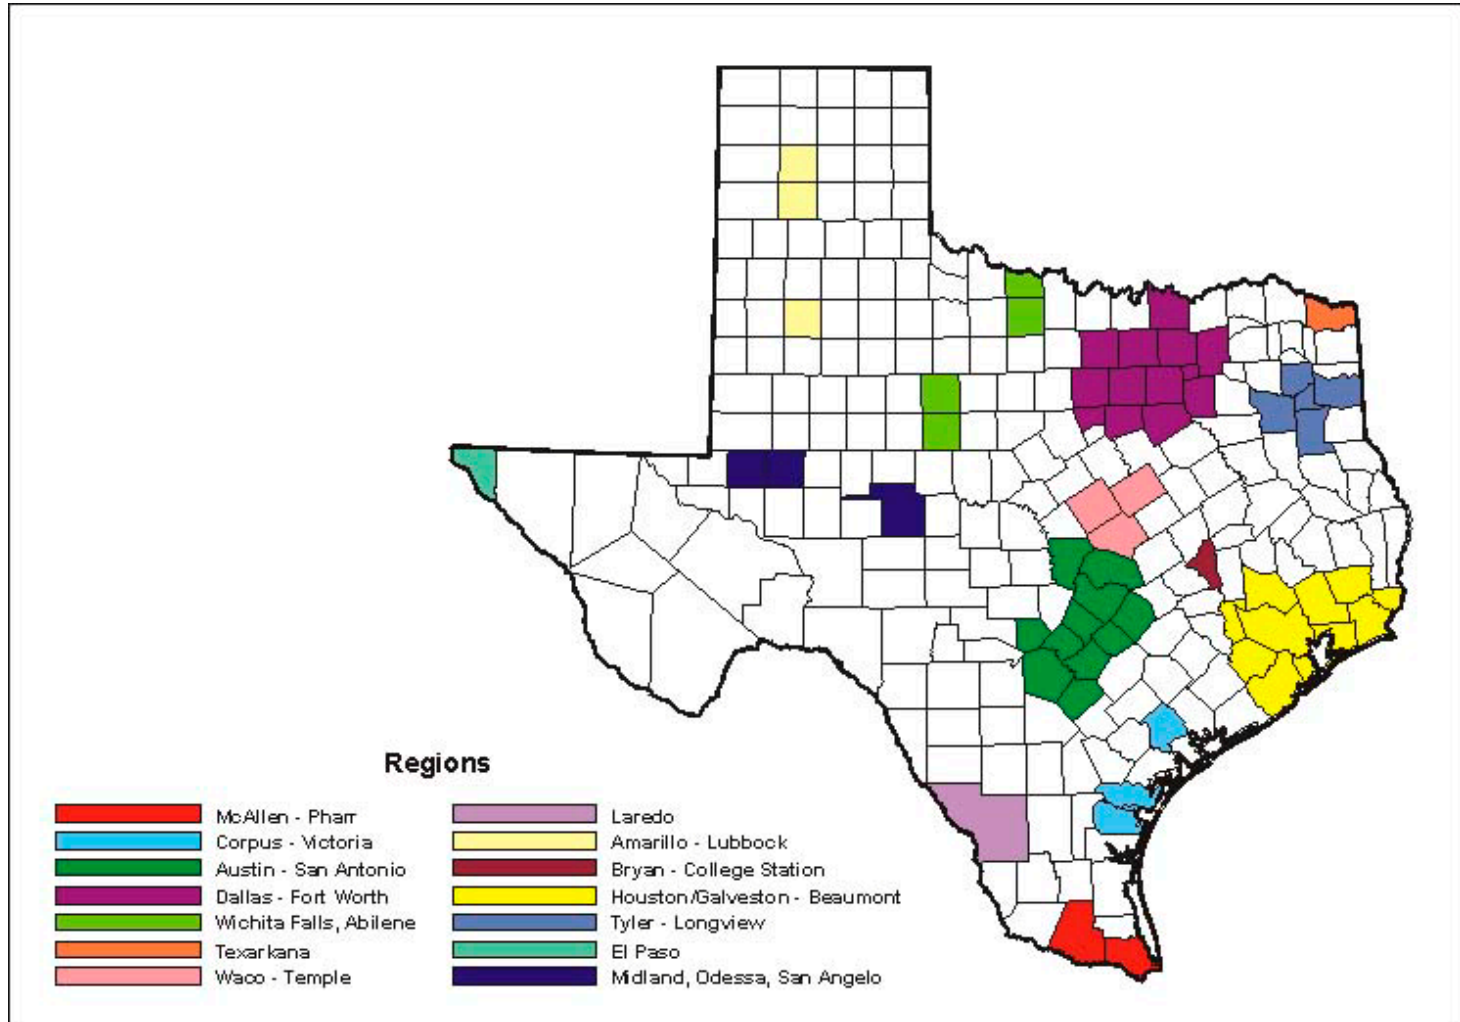 Regions
McAllen - Pharr
Corpus - Victoria
Austin - San Antonio
Dallas - Fort Worth
Wichita Falls, Abilene
Texarkana
Waco - Temple
Laredo
Amarillo - Lubbock
Bryan - College Station
Houston/Galveston - Beaumont
Tyler - Longview
El Paso
Midland, Odessa, San Angelo